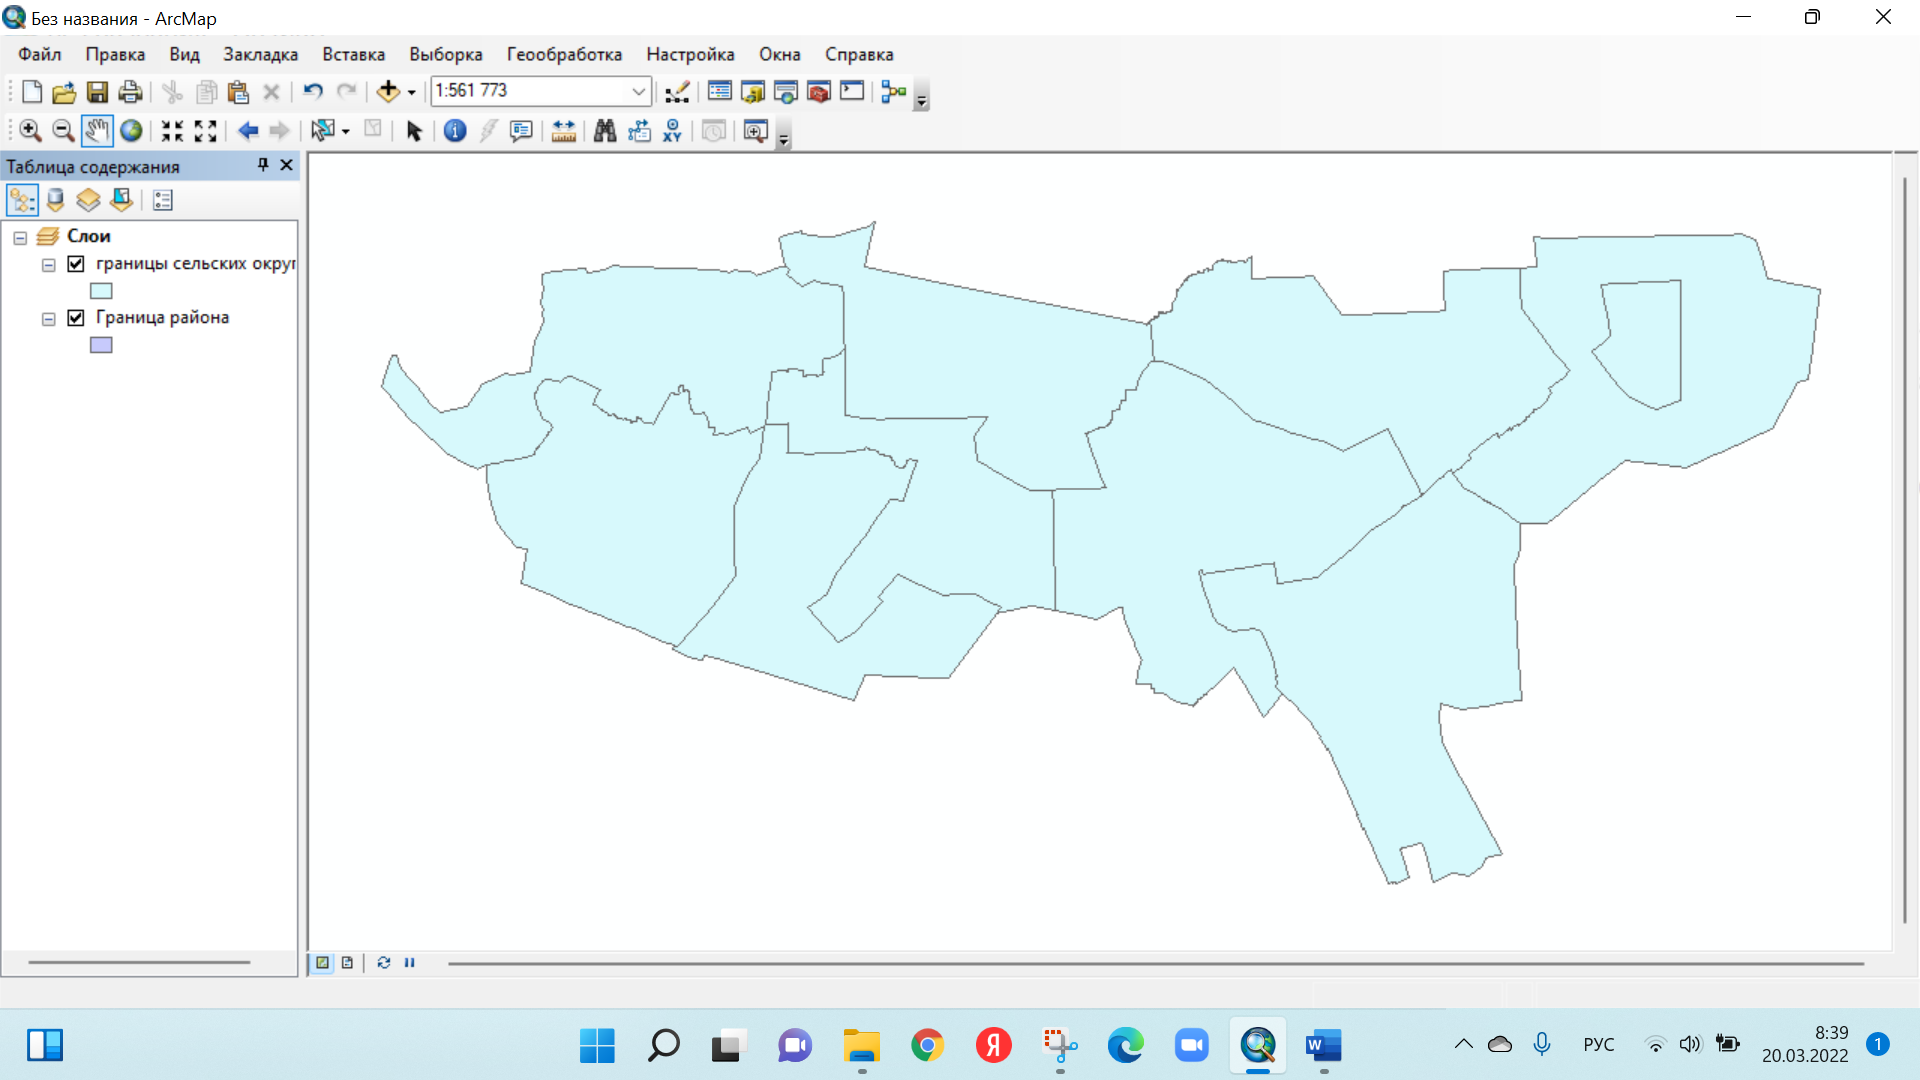 Без названия - ArcMap
Файл Правка Вид Закладка Вставка Выборка Геообработка Настройка Окна Справка
1:561 773
XY
Таблица содержания
Слои
границы сельских округ
Граница района
Я
W
РУС
8:39
20.03.2022
1